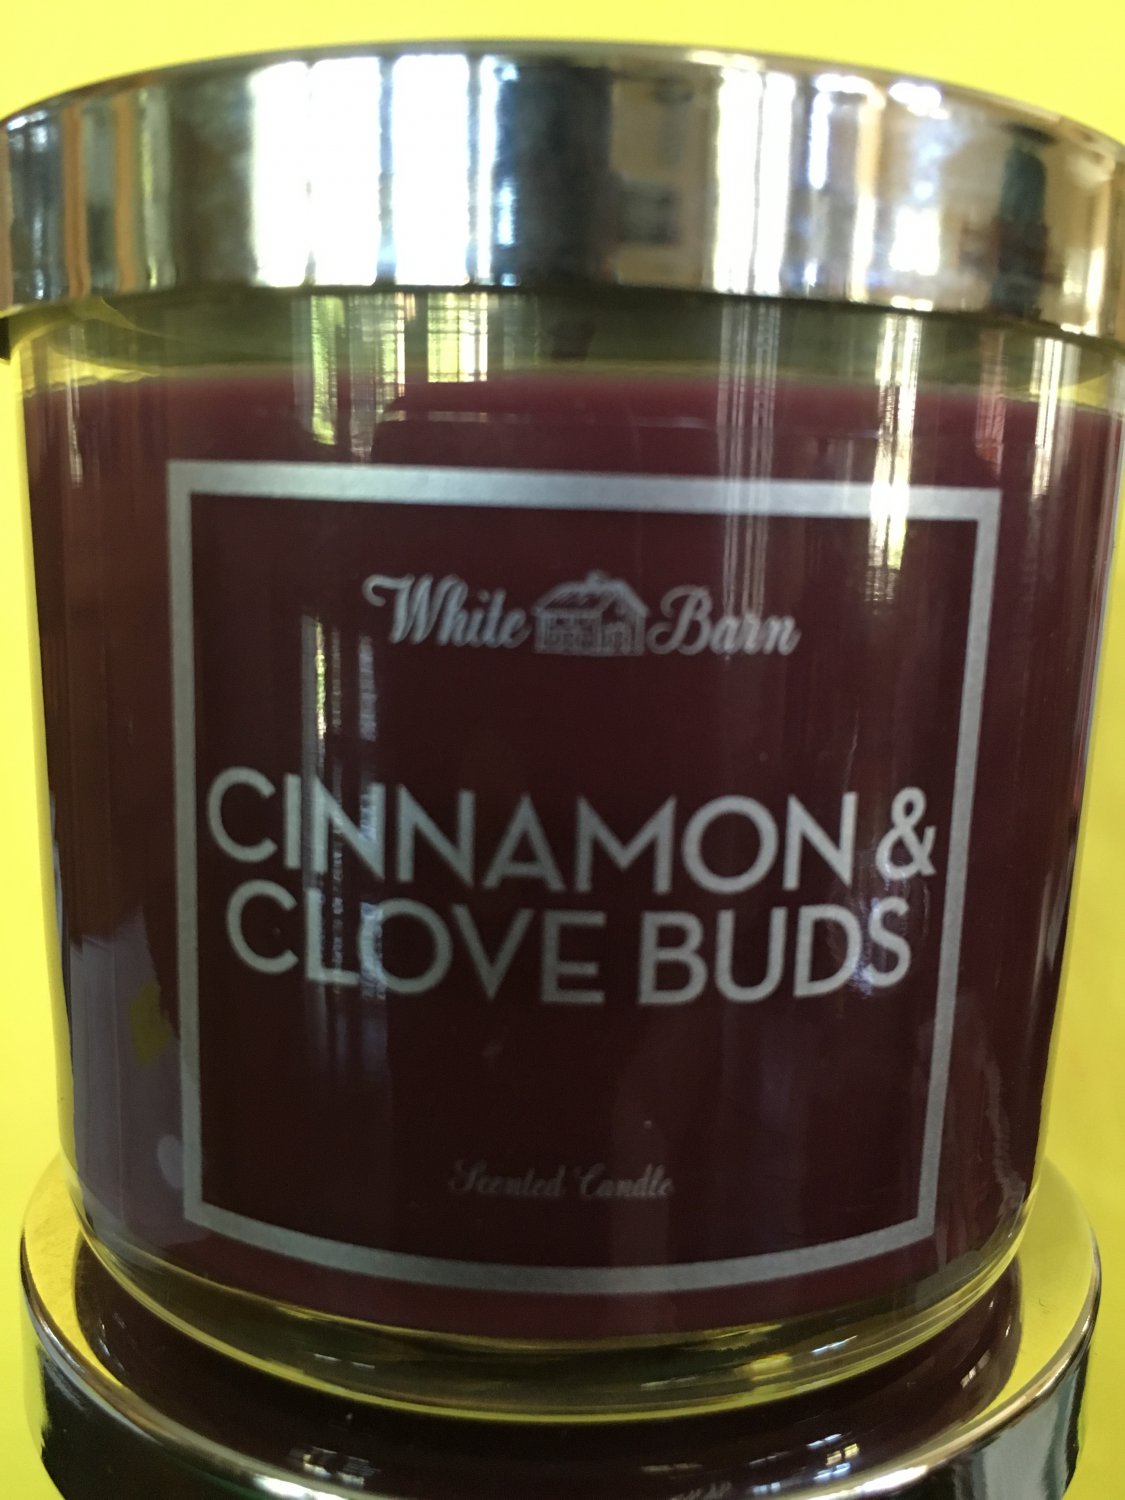 White Barn
CINNAMON &
CLOVE BUDS
Scented Candle